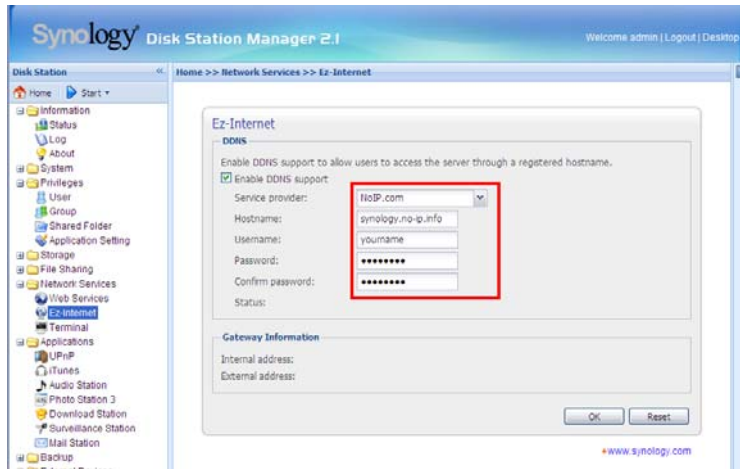 Synology Disk Station Manager 2.1
Welcome admin | Logout | Desktop
Disk Station «
Home >> Network Services >> Ez-Internet
Home Start
Information
Status
Log
About
System
Privileges
User
Group
Shared Folder
Application Setting
Storage
File Sharing
Network Services
Web Services
Ez-Internet
Terminal
Applications
UPnP
iTunes
Audio Station
Photo Station 3
Download Station
Surveillance Station
Mail Station
Backup
Ez-Internet
DDNS
Enable DDNS support to allow users to access the server through a registered hostname.
Enable DDNS support
Service provider: NoIP.com
Hostname: synology.no-ip.info
Username: yourname
Password: ●●●●●●●●
Confirm password: ●●●●●●●●
Status:
Gateway Information
Internal address:
External address:
OK Reset
www.synology.com